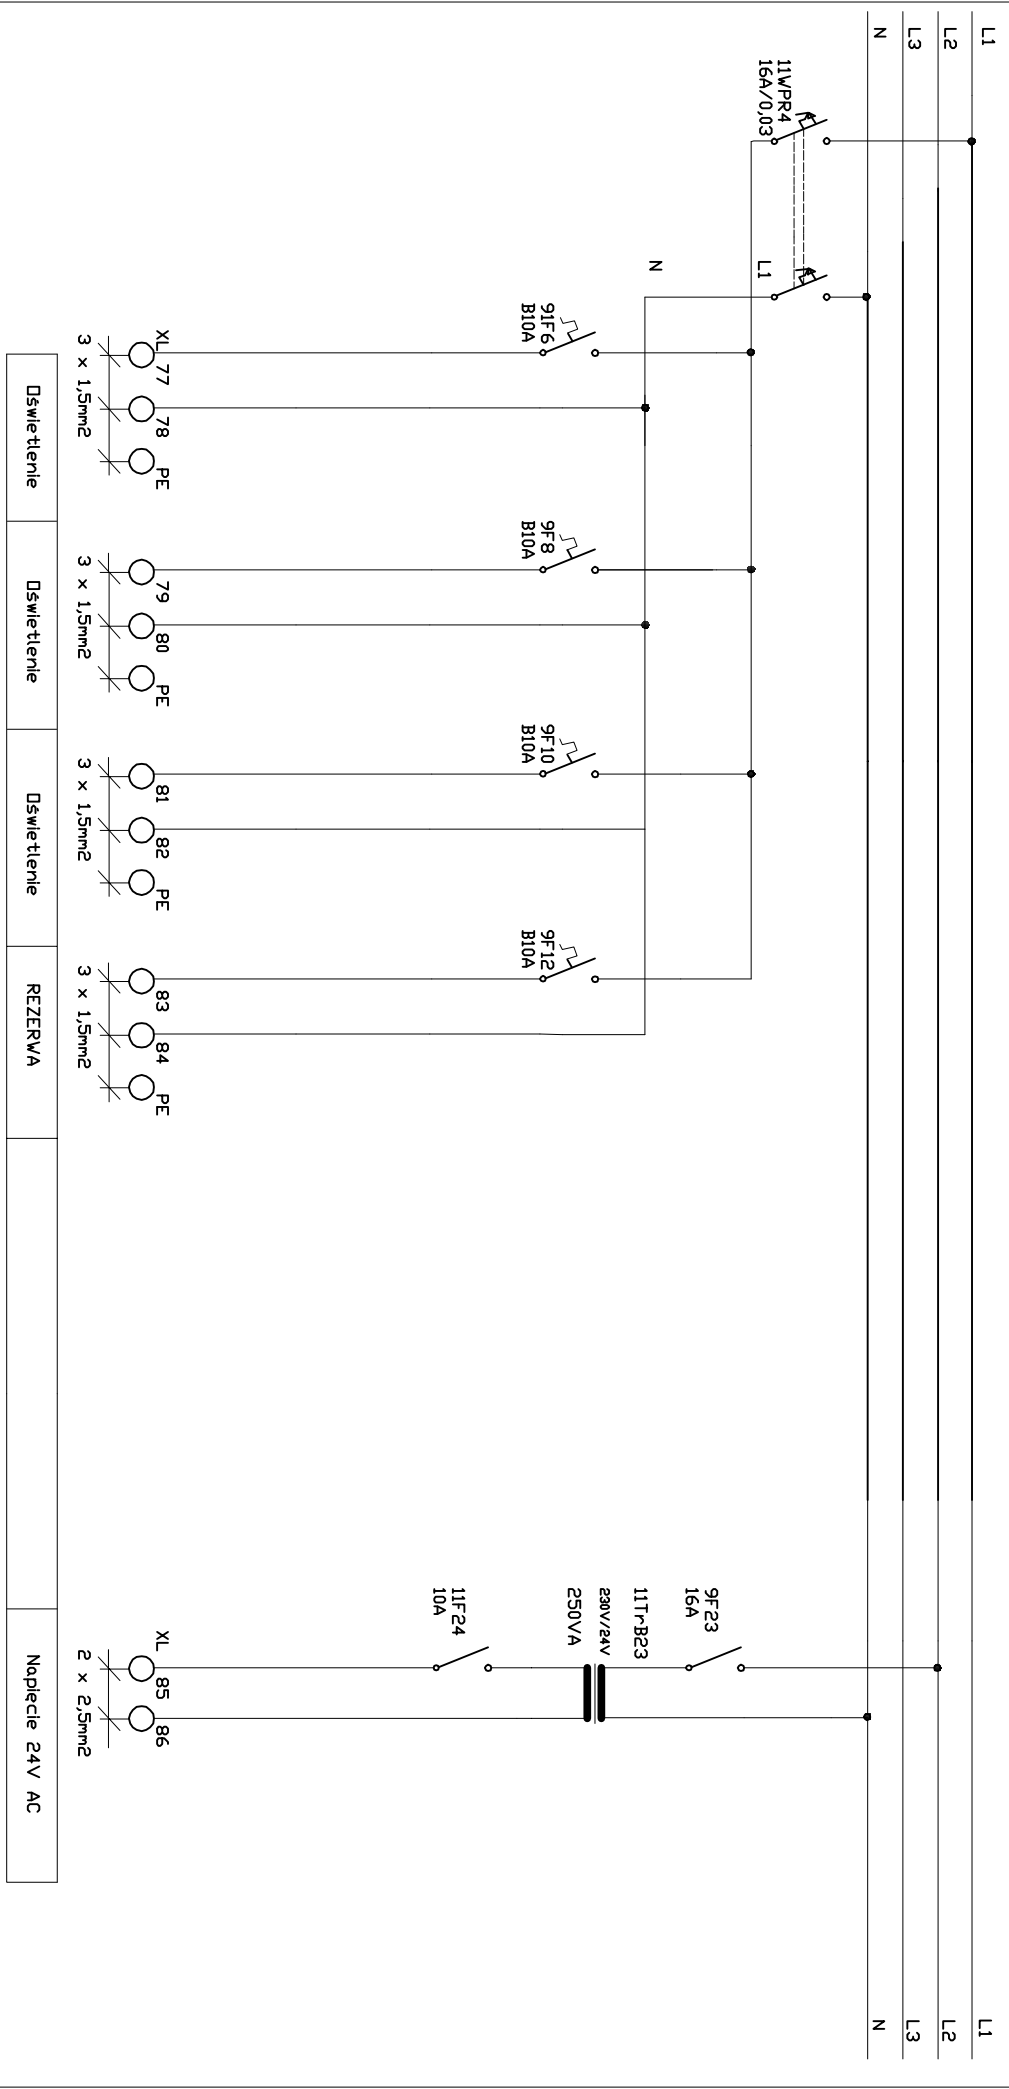 L1
L2
L3
N
11WPR4
16A/0,03
L1
N
91F6
B10A
9F8
B10A
9F10
B10A
9F12
B10A
9F23
16A
11TrB23
230V/24V
250VA
11F24
10A
XL 77 78 PE
79 80 PE
81 82 PE
83 84 PE
XL 85 86
3 x 1,5mm2
3 x 1,5mm2
3 x 1,5mm2
3 x 1,5mm2
2 x 2,5mm2
Oświetlenie
Oświetlenie
Oświetlenie
REZERWA
Napięcie 24V AC
L1
L2
L3
N